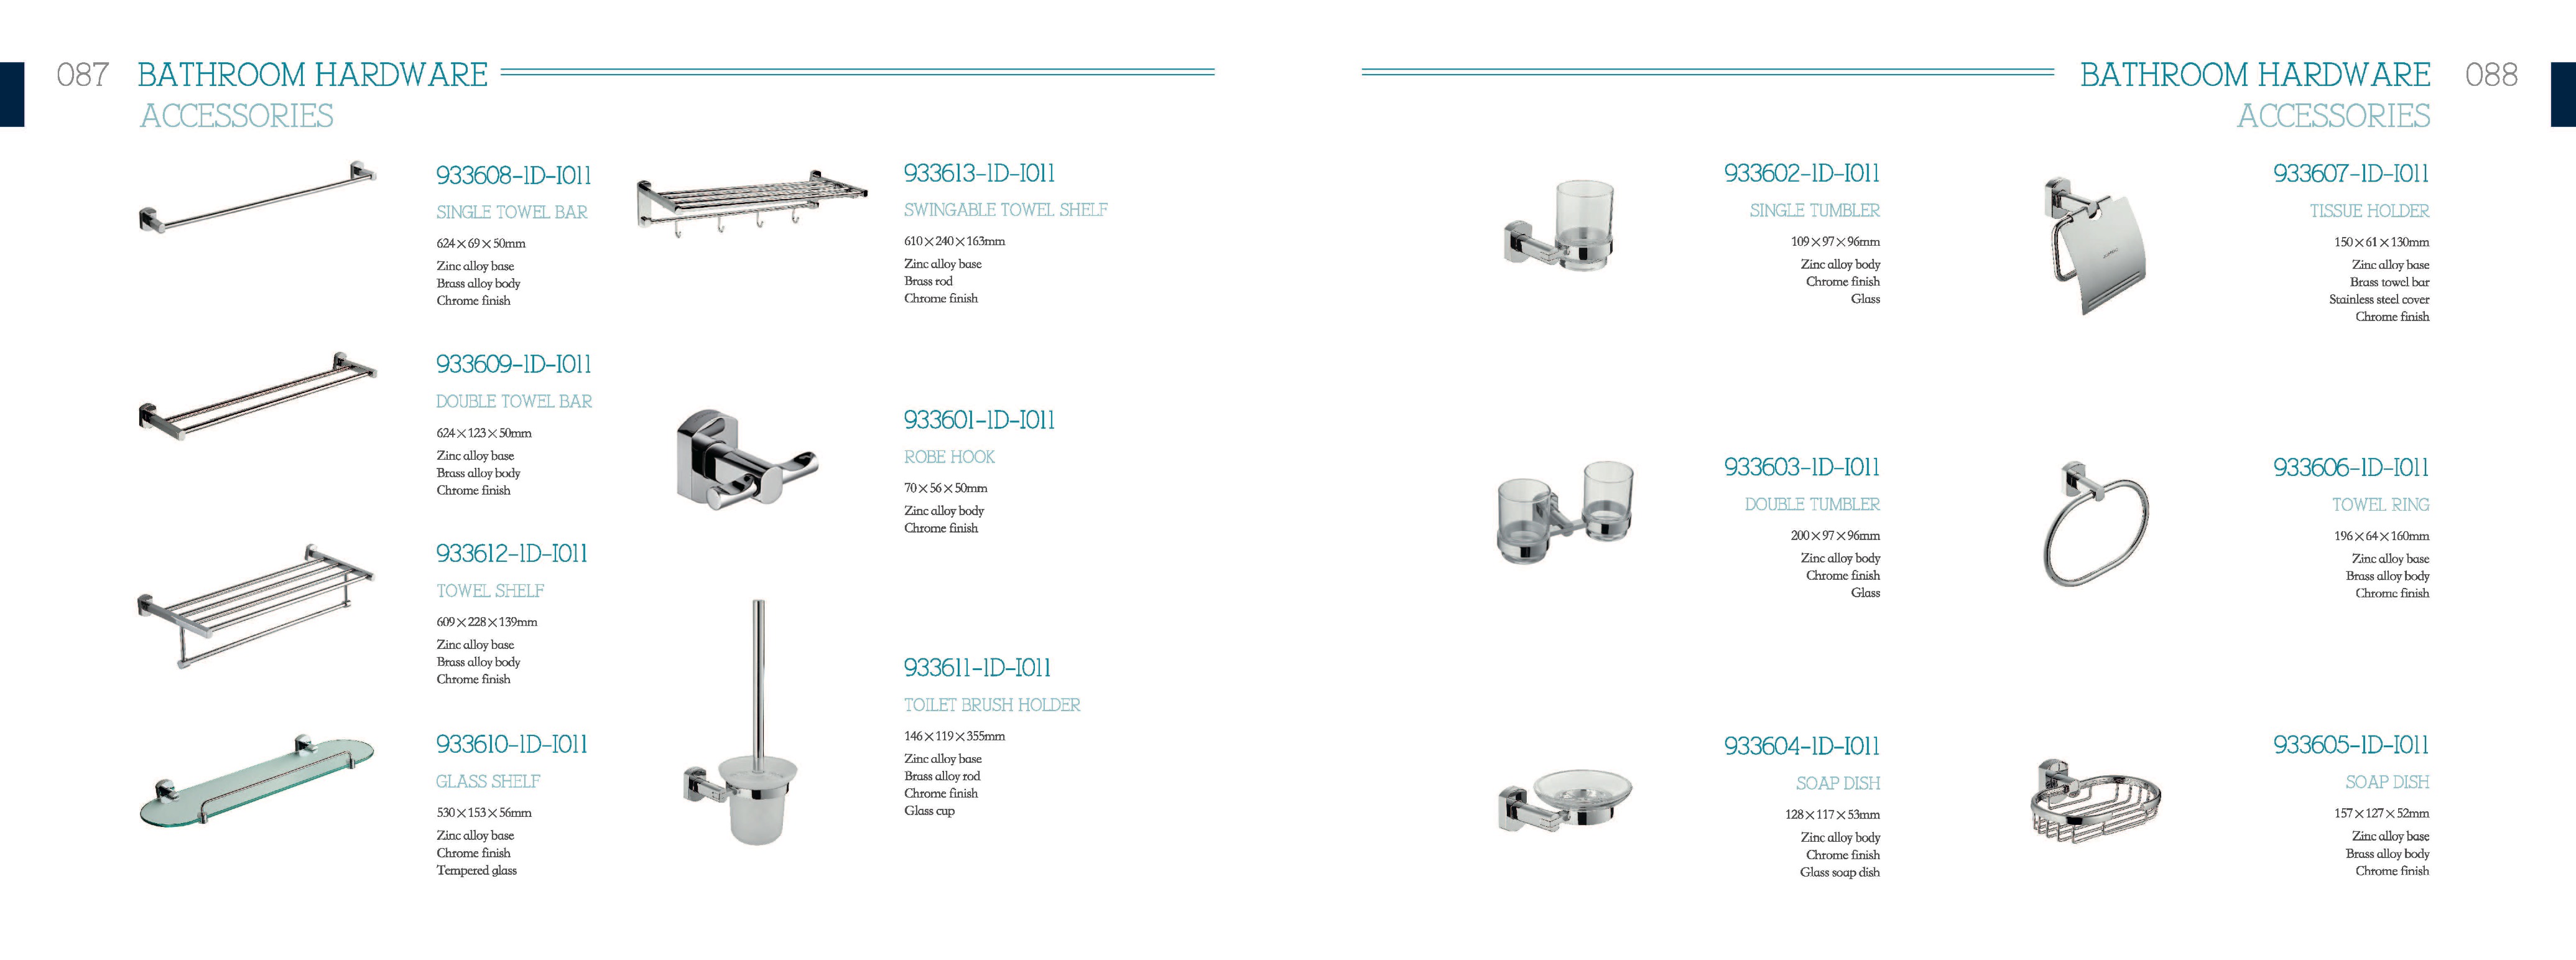 087
BATHROOM HARDWARE
ACCESSORIES
933608-1D-I011
SINGLE TOWEL BAR
624×69×50mm
Zinc alloy base
Brass alloy body
Chrome finish
933609-1D-I011
DOUBLE TOWEL BAR
624×123×50mm
Zinc alloy base
Brass alloy body
Chrome finish
933612-1D-I011
TOWEL SHELF
609×228×139mm
Zinc alloy base
Brass alloy body
Chrome finish
933610-1D-I011
GLASS SHELF
530×153×56mm
Zinc alloy base
Chrome finish
Tempered glass
933613-1D-I011
SWINGABLE TOWEL SHELF
610×240×163mm
Zinc alloy base
Brass rod
Chrome finish
933601-1D-I011
ROBE HOOK
70×56×50mm
Zinc alloy body
Chrome finish
933611-1D-I011
TOILET BRUSH HOLDER
146×119×355mm
Zinc alloy base
Brass alloy rod
Chrome finish
Glass cup
BATHROOM HARDWARE
088
ACCESSORIES
933602-1D-I011
SINGLE TUMBLER
109×97×96mm
Zinc alloy body
Chrome finish
Glass
933603-1D-I011
DOUBLE TUMBLER
200×97×96mm
Zinc alloy body
Chrome finish
Glass
933604-1D-I011
SOAP DISH
128×117×53mm
Zinc alloy body
Chrome finish
Glass soap dish
933607-1D-I011
TISSUE HOLDER
150×61×130mm
Zinc alloy base
Brass towel bar
Stainless steel cover
Chrome finish
933606-1D-I011
TOWEL RING
196×64×160mm
Zinc alloy base
Brass alloy body
Chrome finish
933605-1D-I011
SOAP DISH
157×127×52mm
Zinc alloy base
Brass alloy body
Chrome finish